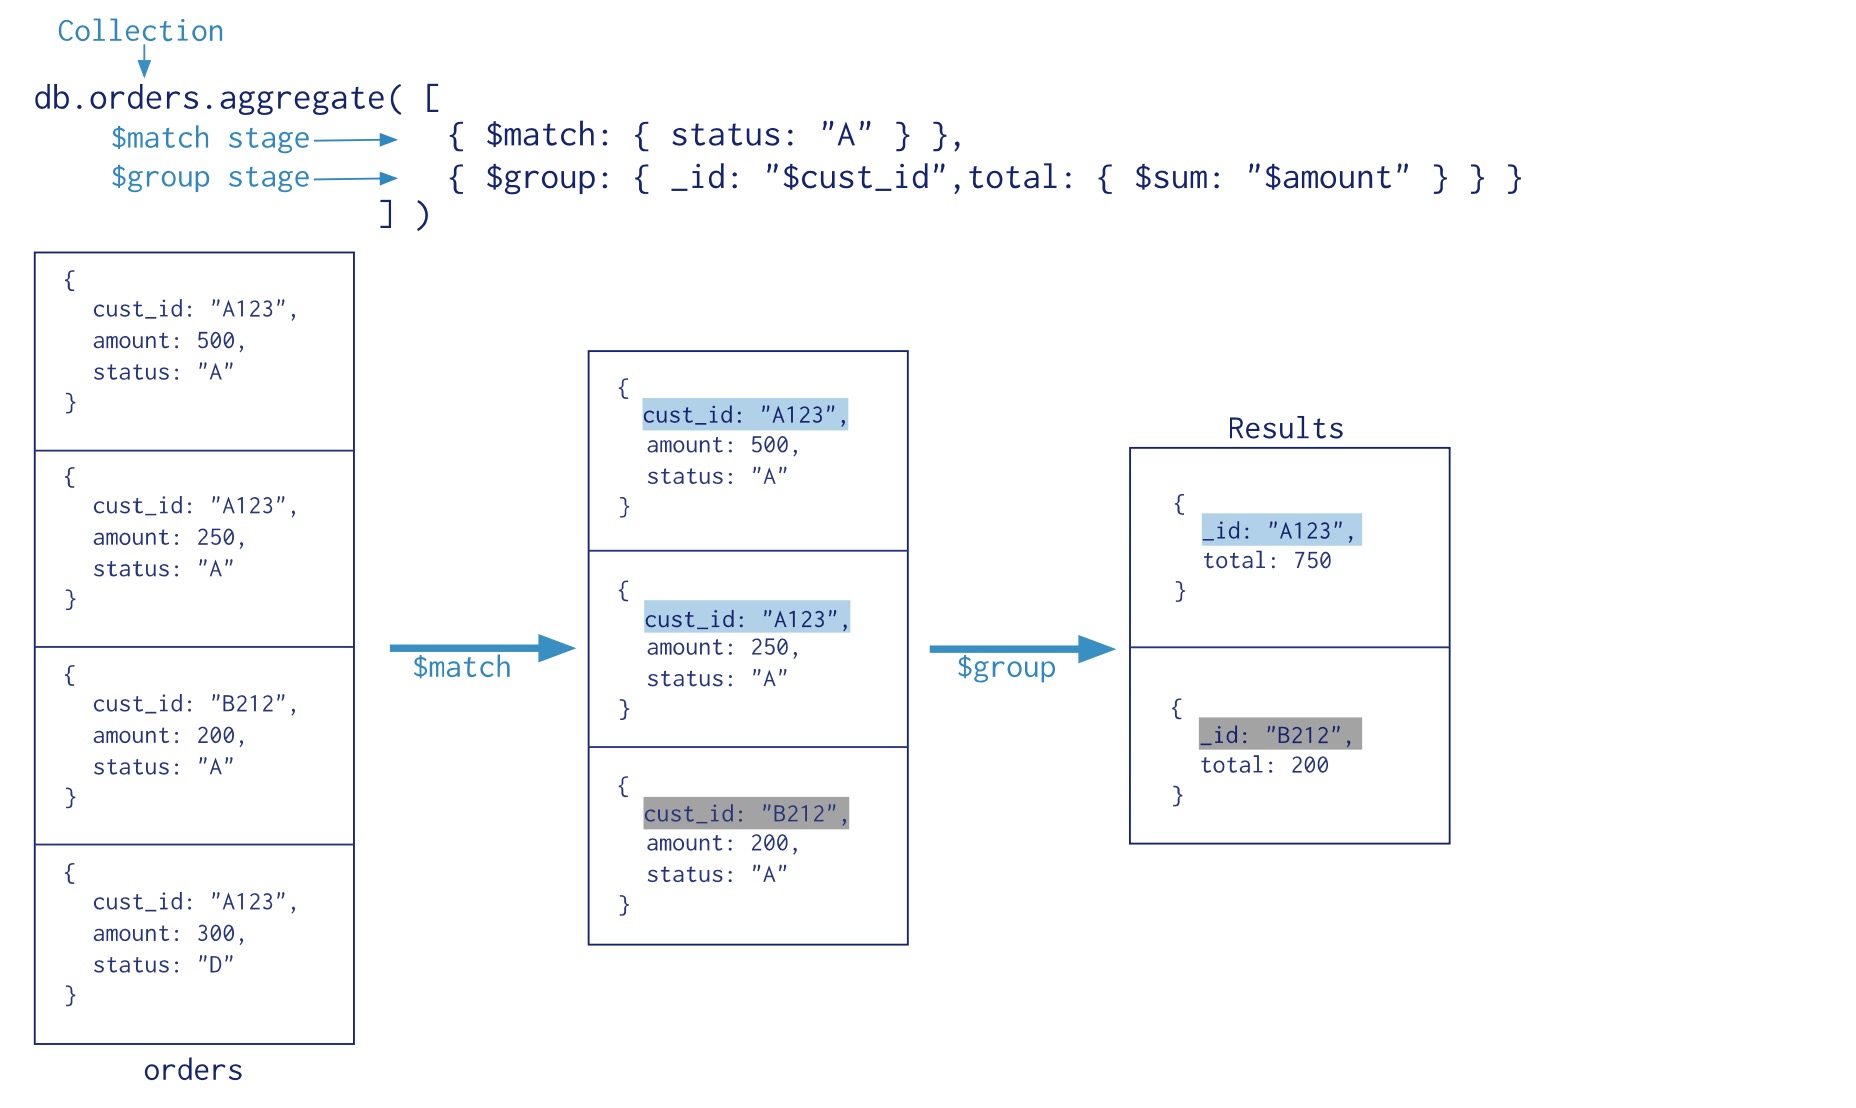 Collection
db.orders.aggregate( [
$match stage
{ $match: { status: "A" } },
$group stage
{ $group: { _id: "$cust_id",total: { $sum: "$amount" } } }
] )
{
cust_id: "A123",
amount: 500,
status: "A"
}
{
cust_id: "A123",
amount: 250,
status: "A"
}
{
cust_id: "B212",
amount: 200,
status: "A"
}
{
cust_id: "A123",
amount: 300,
status: "D"
}
orders
$match
{
cust_id: "A123",
amount: 500,
status: "A"
}
{
cust_id: "A123",
amount: 250,
status: "A"
}
{
cust_id: "B212",
amount: 200,
status: "A"
}
$group
Results
{
_id: "A123",
total: 750
}
{
_id: "B212",
total: 200
}